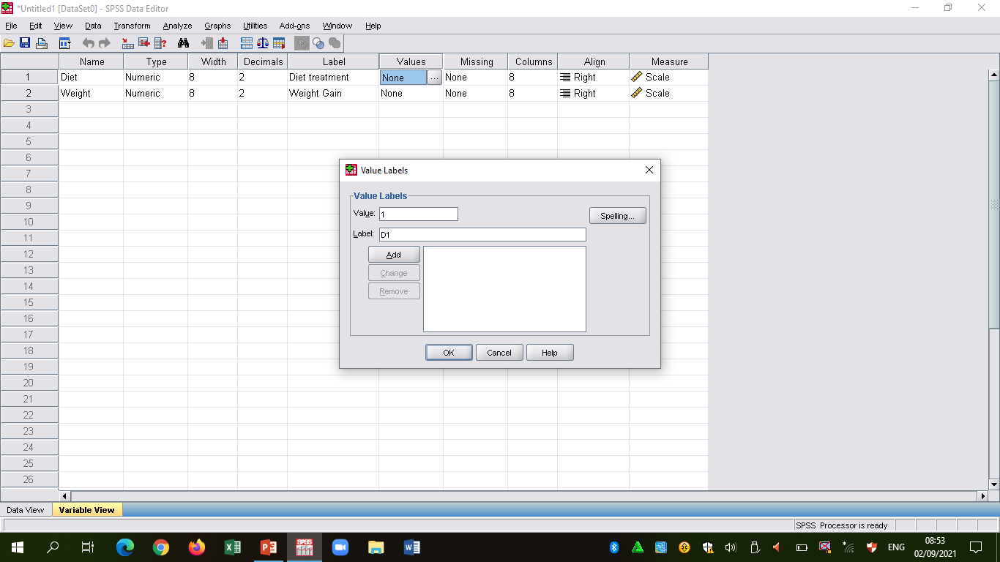 *Untitled1 [DataSet0] - SPSS Data Editor
File Edit View Data Transform Analyze Graphs Utilities Add-ons Window Help
Name Type Width Decimals Label Values Missing Columns Align Measure
1 Diet Numeric 8 2 Diet treatment None ... None 8 Right Scale
2 Weight Numeric 8 2 Weight Gain None None 8 Right Scale
3
4
5
6
7
8
9
10
11
12
13
14
15
16
17
18
19
20
21
22
23
24
25
26
Value Labels
Value Labels
Value: 1
Spelling...
Label: D1
Add
Change
Remove
OK Cancel Help
Data View Variable View
SPSS Processor is ready
SPSS
ENG
08:53
02/09/2021